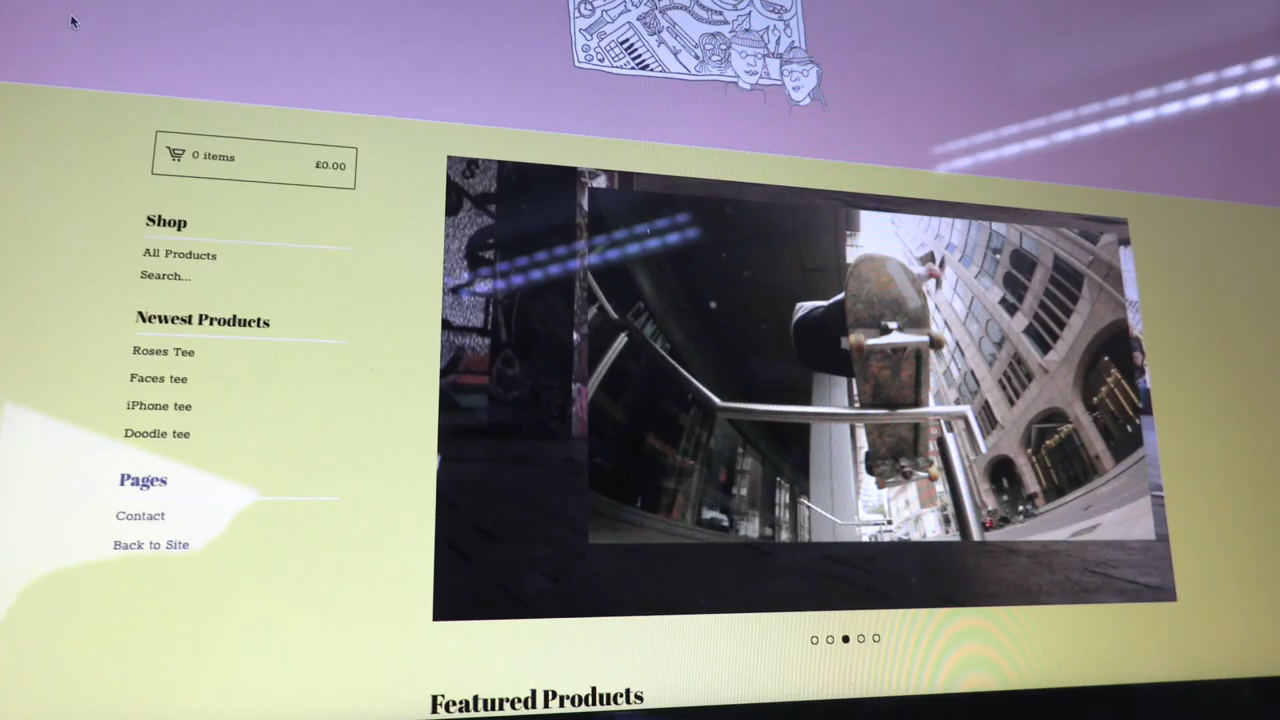 0 items
£0.00
Shop
All Products
Search...
Newest Products
Roses Tee
Faces tee
iPhone tee
Doodle tee
Pages
Contact
Back to Site
Featured Products